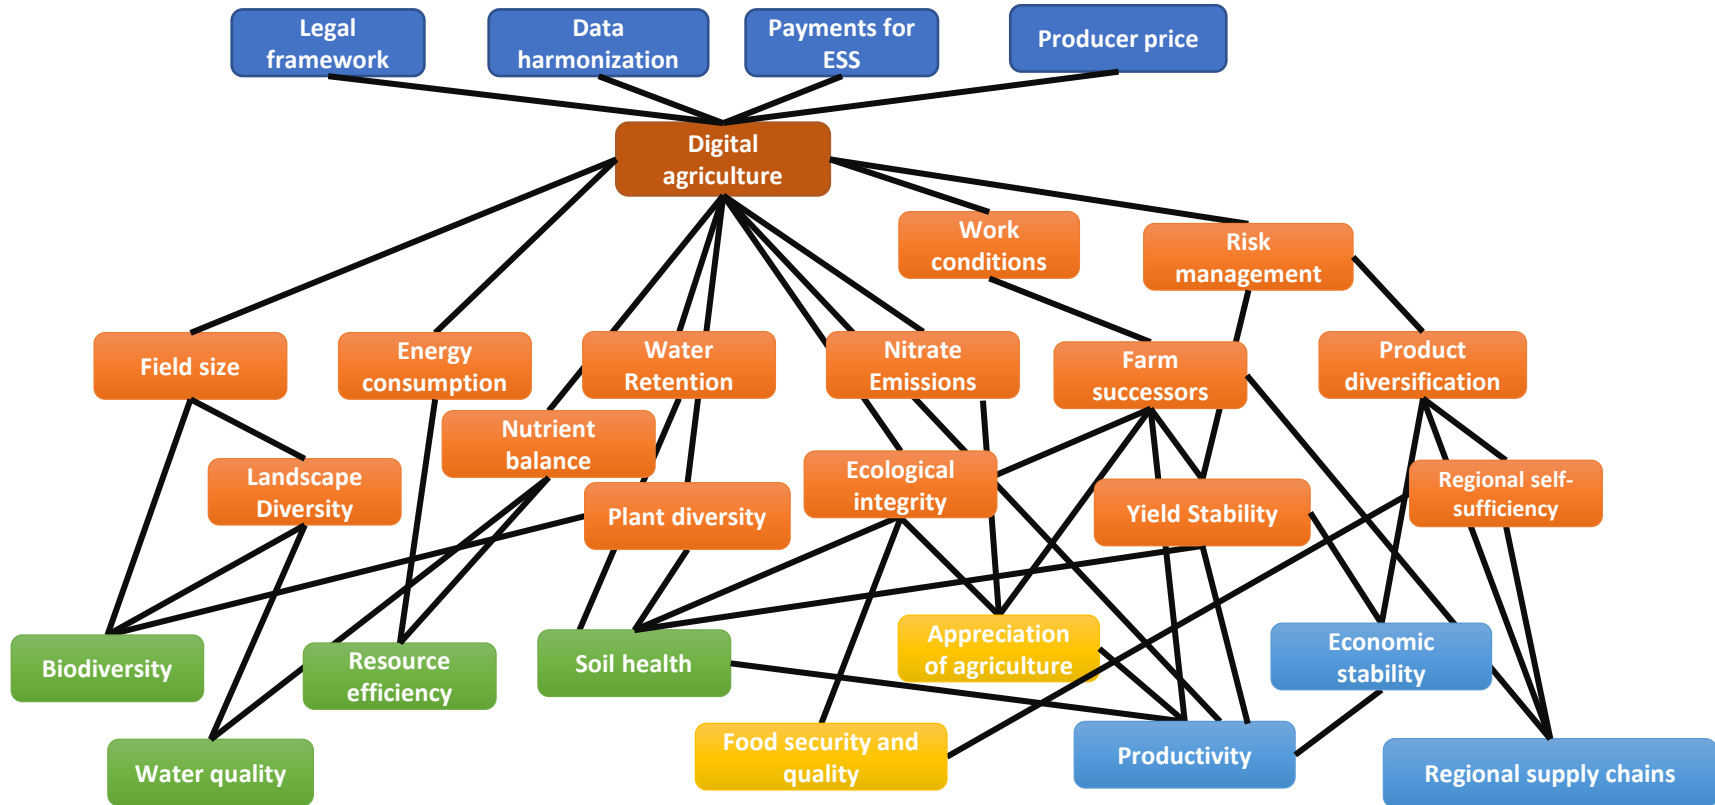 Legal
framework
Data
harmonization
Payments for
ESS
Producer price
Digital
agriculture
Work
conditions
Risk
management
Field size
Energy
consumption
Water
Retention
Nitrate
Emissions
Farm
successors
Product
diversification
Nutrient
balance
Landscape
Diversity
Plant diversity
Ecological
integrity
Yield Stability
Regional self-
sufficiency
Biodiversity
Resource
efficiency
Soil health
Appreciation
of agriculture
Economic
stability
Water quality
Food security and
quality
Productivity
Regional supply chains